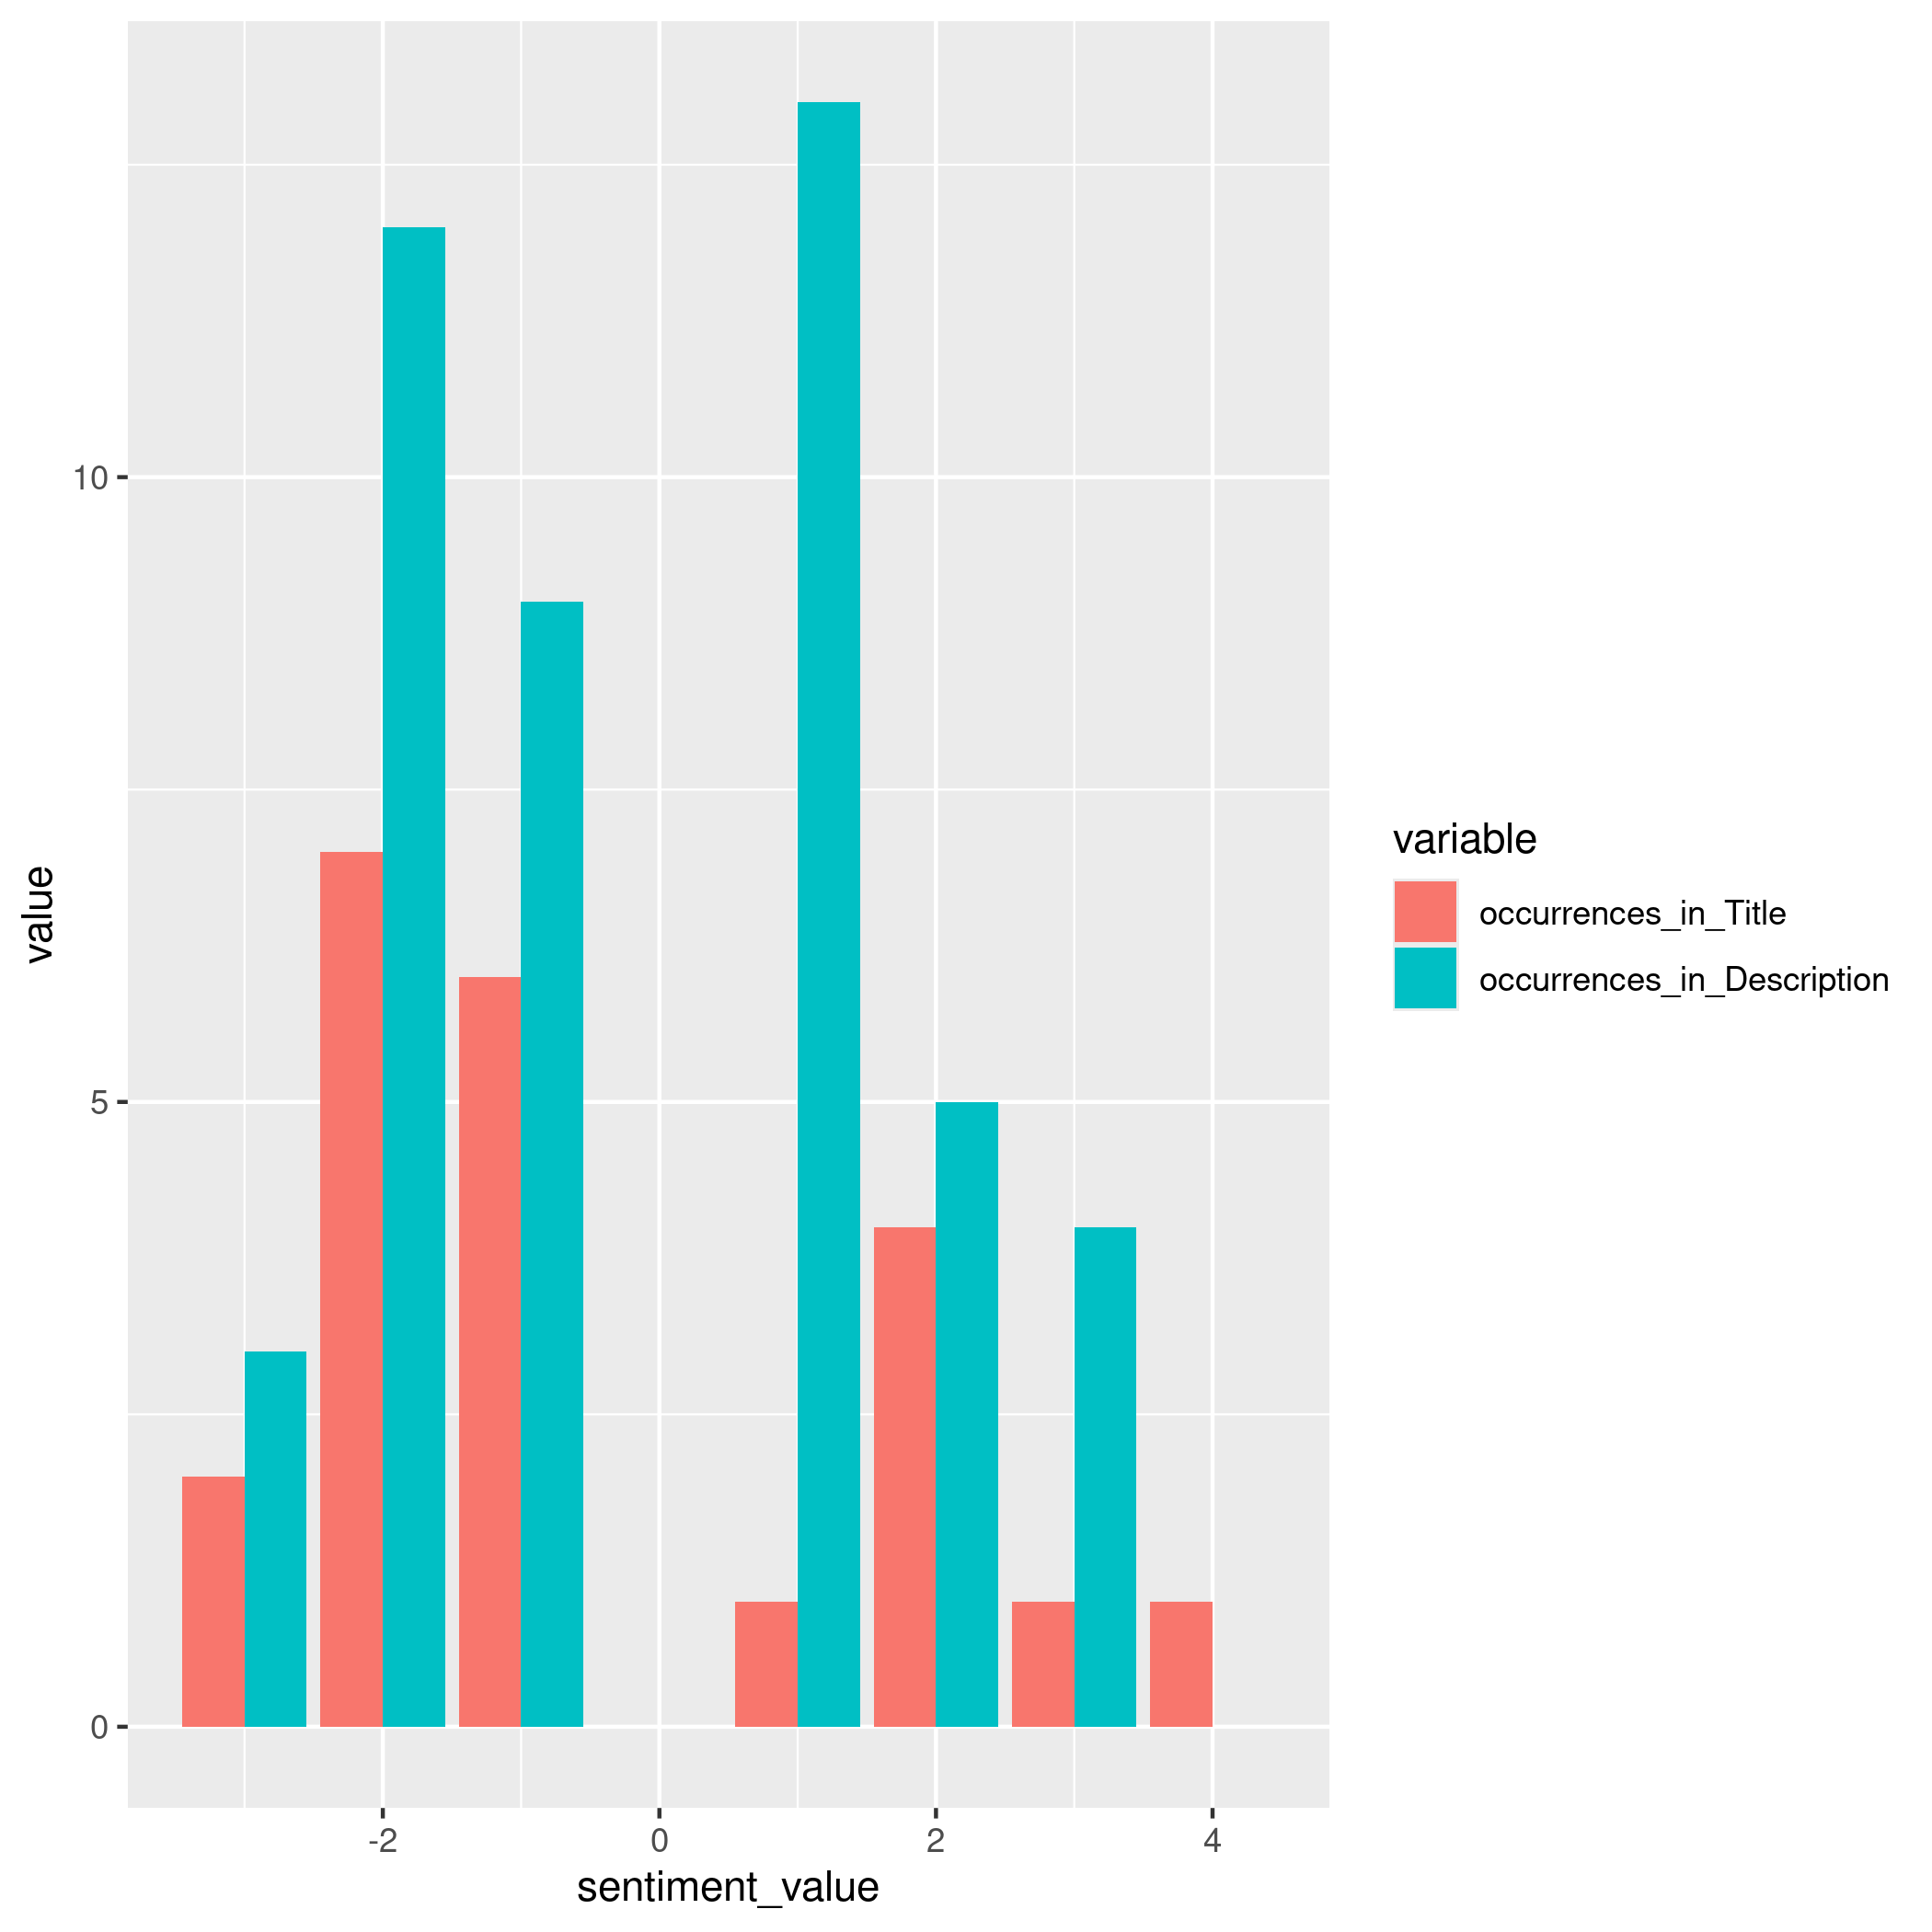 10
5
0
value
-2
0
2
4
sentiment_value
variable
occurrences_in_Title
occurrences_in_Description